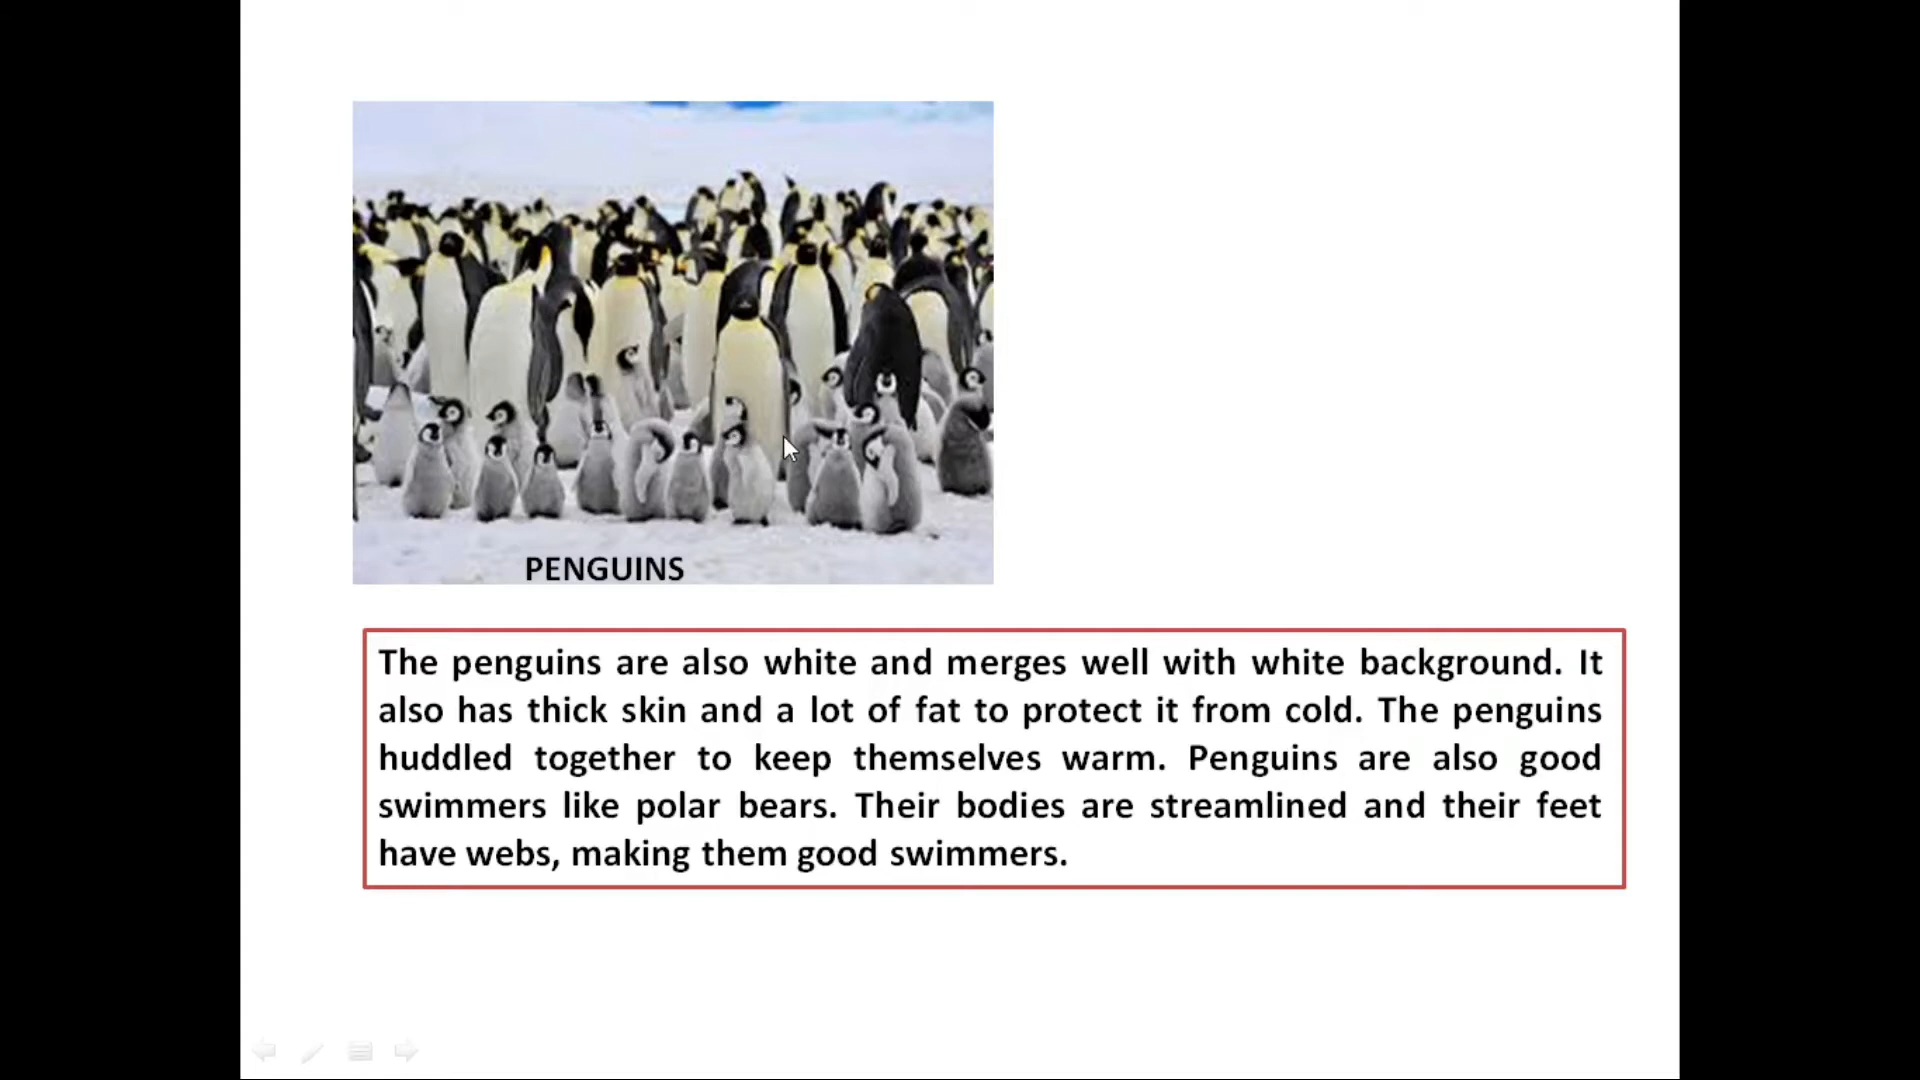 PENGUINS
The penguins are also white and merges well with white background. It
also has thick skin and a lot of fat to protect it from cold. The penguins
huddled together to keep themselves warm. Penguins are also good
swimmers like polar bears. Their bodies are streamlined and their feet
have webs, making them good swimmers.